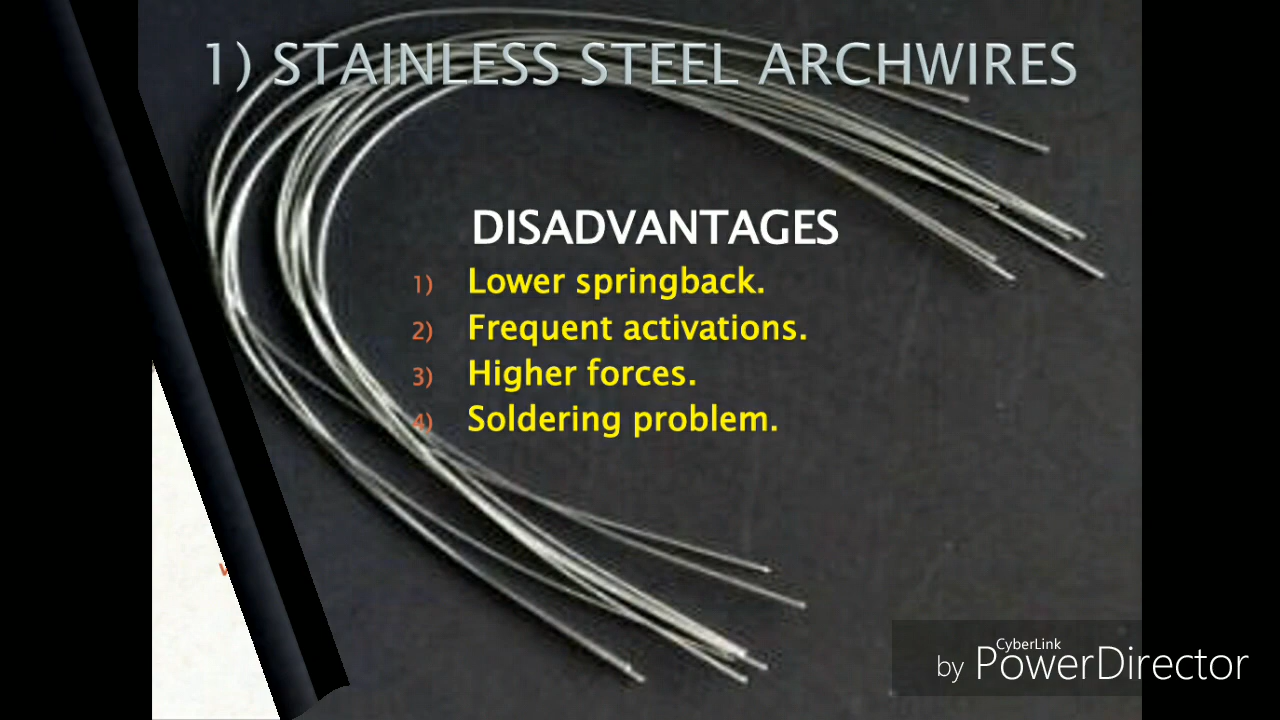 1) STAINLESS STEEL ARCHWIRES
DISADVANTAGES
1) Lower springback.
2) Frequent activations.
3) Higher forces.
4) Soldering problem.
CyberLink
by PowerDirector